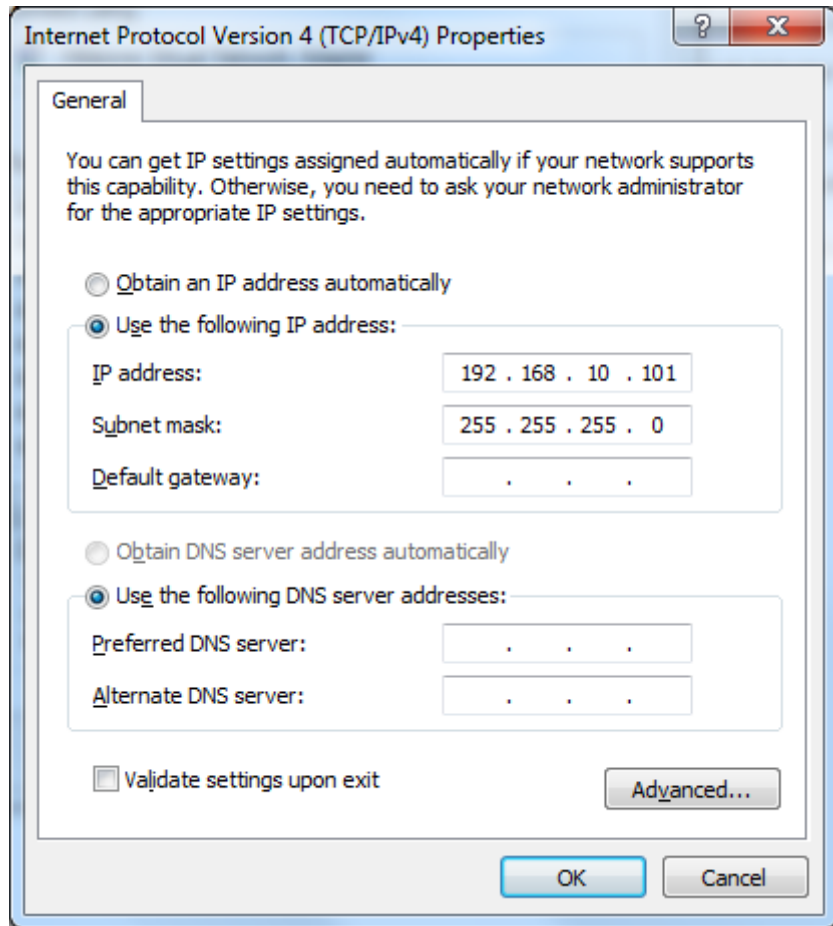 Internet Protocol Version 4 (TCP/IPv4) Properties
?
General
You can get IP settings assigned automatically if your network supports
this capability. Otherwise, you need to ask your network administrator
for the appropriate IP settings.
Obtain an IP address automatically
Use the following IP address:
IP address: 192 . 168 . 10 . 101
Subnet mask: 255 . 255 . 255 . 0
Default gateway: . . .
Obtain DNS server address automatically
Use the following DNS server addresses:
Preferred DNS server: . . .
Alternate DNS server: . . .
Validate settings upon exit
Advanced...
OK Cancel